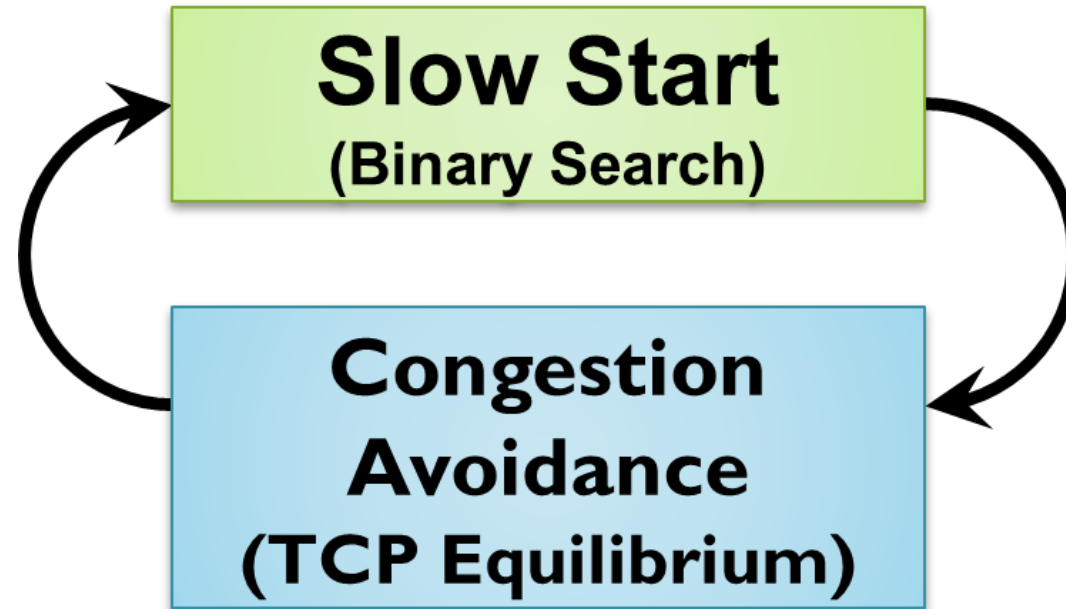 Slow Start
(Binary Search)
Congestion
Avoidance
(TCP Equilibrium)